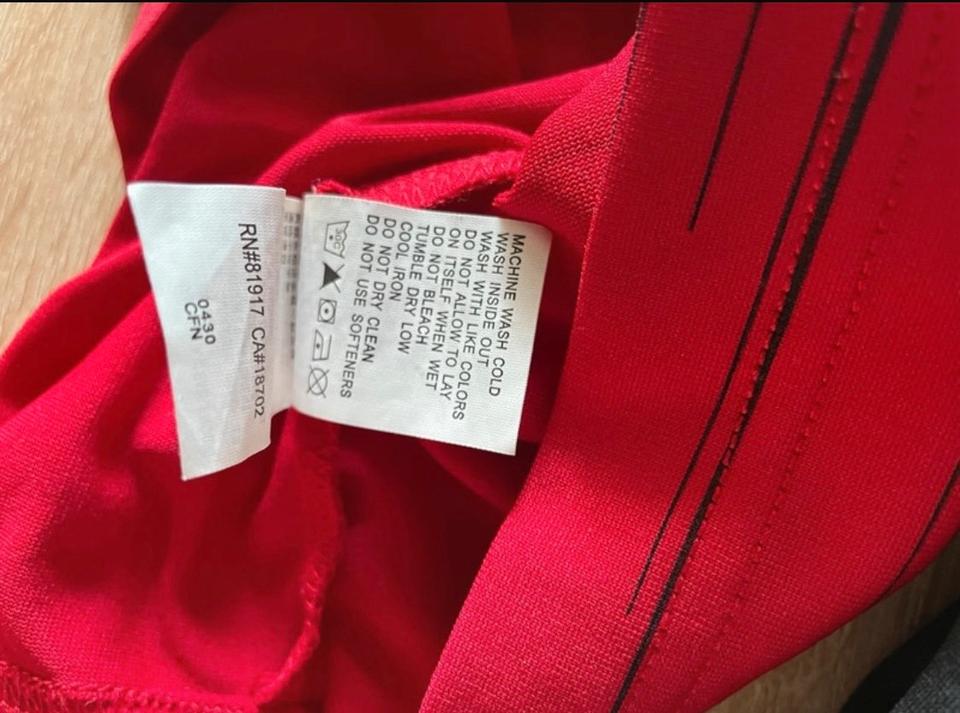 MACHINE WASH COLD
WASH INSIDE OUT
WASH WITH LIKE COLORS
DO NOT ALLOW TO LAY
ON ITSELF WHEN WET
DO NOT BLEACH
TUMBLE DRY LOW
COOL IRON
DO NOT DRY CLEAN
DO NOT USE SOFTENERS
RN#81917 CA#18702
0430
CFN